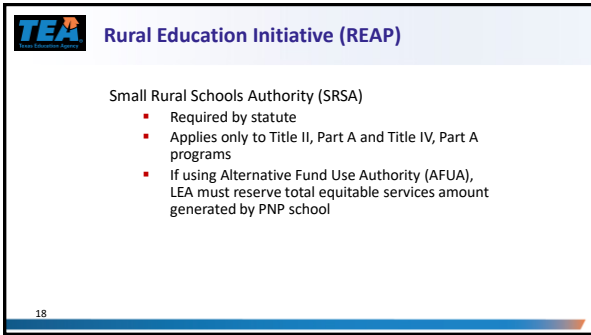 TEA
Texas Education Agency
Rural Education Initiative (REAP)
Small Rural Schools Authority (SRSA)
▪ Required by statute
▪ Applies only to Title II, Part A and Title IV, Part A
programs
▪ If using Alternative Fund Use Authority (AFUA),
LEA must reserve total equitable services amount
generated by PNP school
18